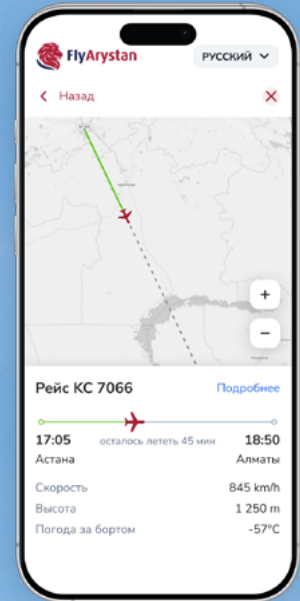 FlyArystan
РУССКИЙ
Назад
Рейс КС 7066
Подробнее
17:05 осталось лететь 45 мин 18:50
Астана Алматы
Скорость 845 km/h
Высота 1 250 m
Погода за бортом -57°C